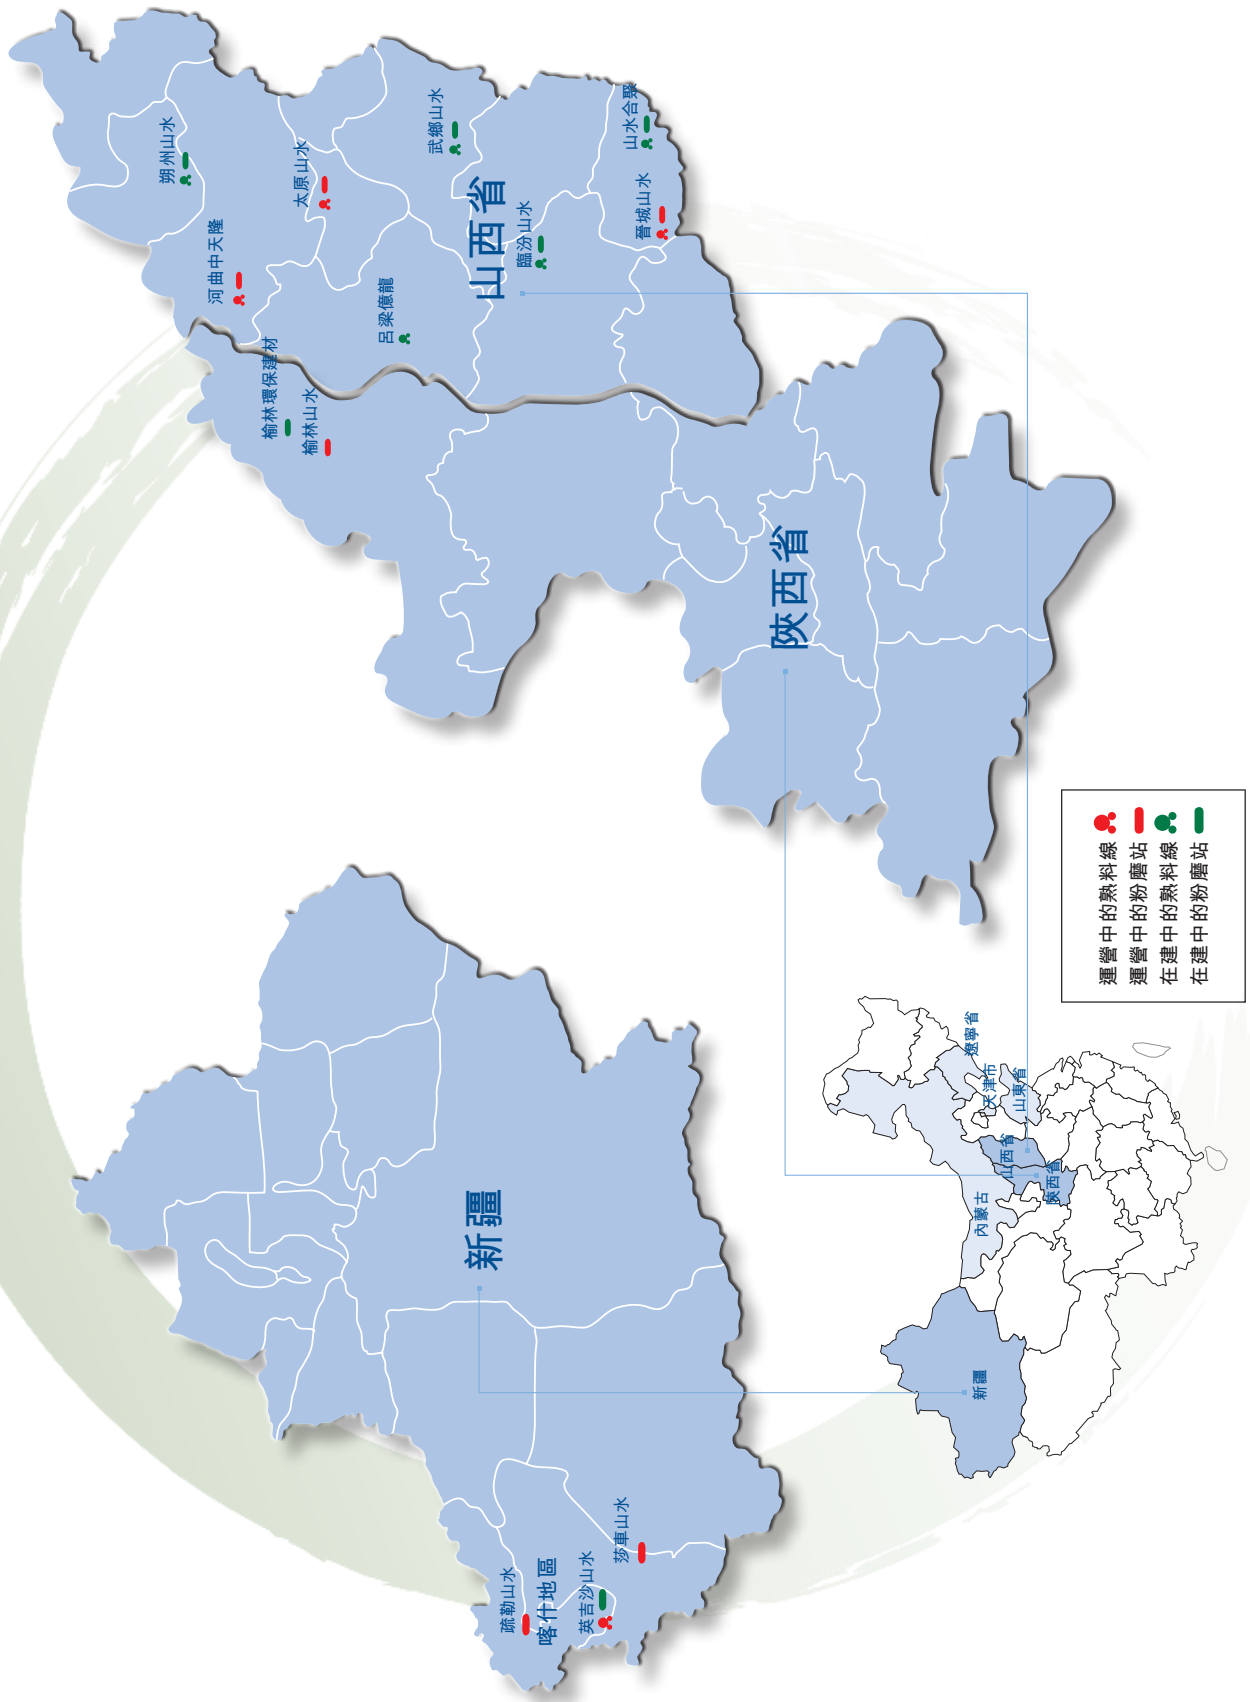 朔州山水
河曲中天隆
太原山水
呂梁億龍
武鄉山水
山西省
臨汾山水
山水合聚
晉城山水
榆林環保建材
榆林山水
陝西省
新疆
疏勒山水
喀什地區
英吉沙山水
莎車山水
遼寧省
天津市
山東省
山西省
陝西省
內蒙古
新疆
運營中的熟料線
運營中的粉磨站
在建中的熟料線
在建中的粉磨站